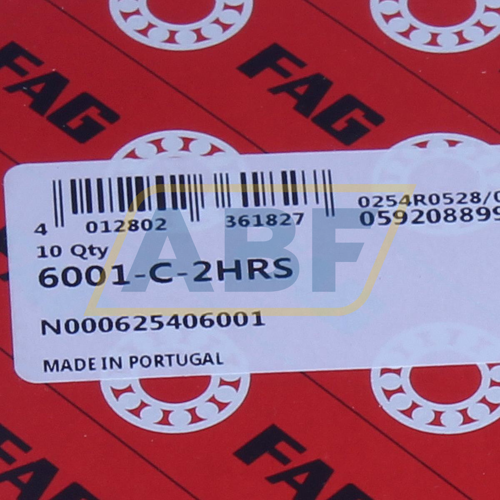 FAG
FAG
4 012802 361827
0254R0528/0
059208899
10 Qty
ABF
6001-C-2HRS
N000625406001
MADE IN PORTUGAL
FAG
FAG